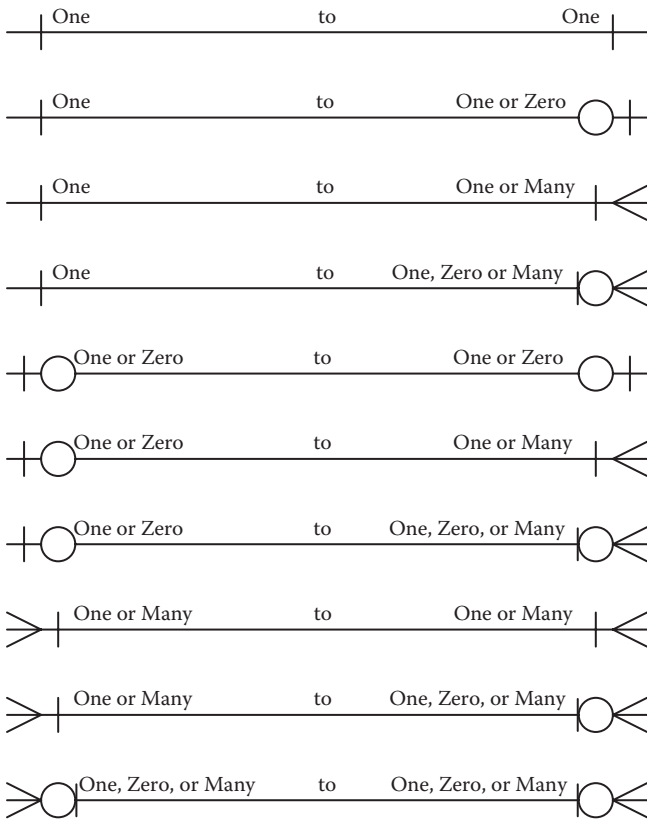 One to One
One to One or Zero
One to One or Many
One to One, Zero or Many
One or Zero to One or Zero
One or Zero to One or Many
One or Zero to One, Zero, or Many
One or Many to One or Many
One or Many to One, Zero, or Many
One, Zero, or Many to One, Zero, or Many